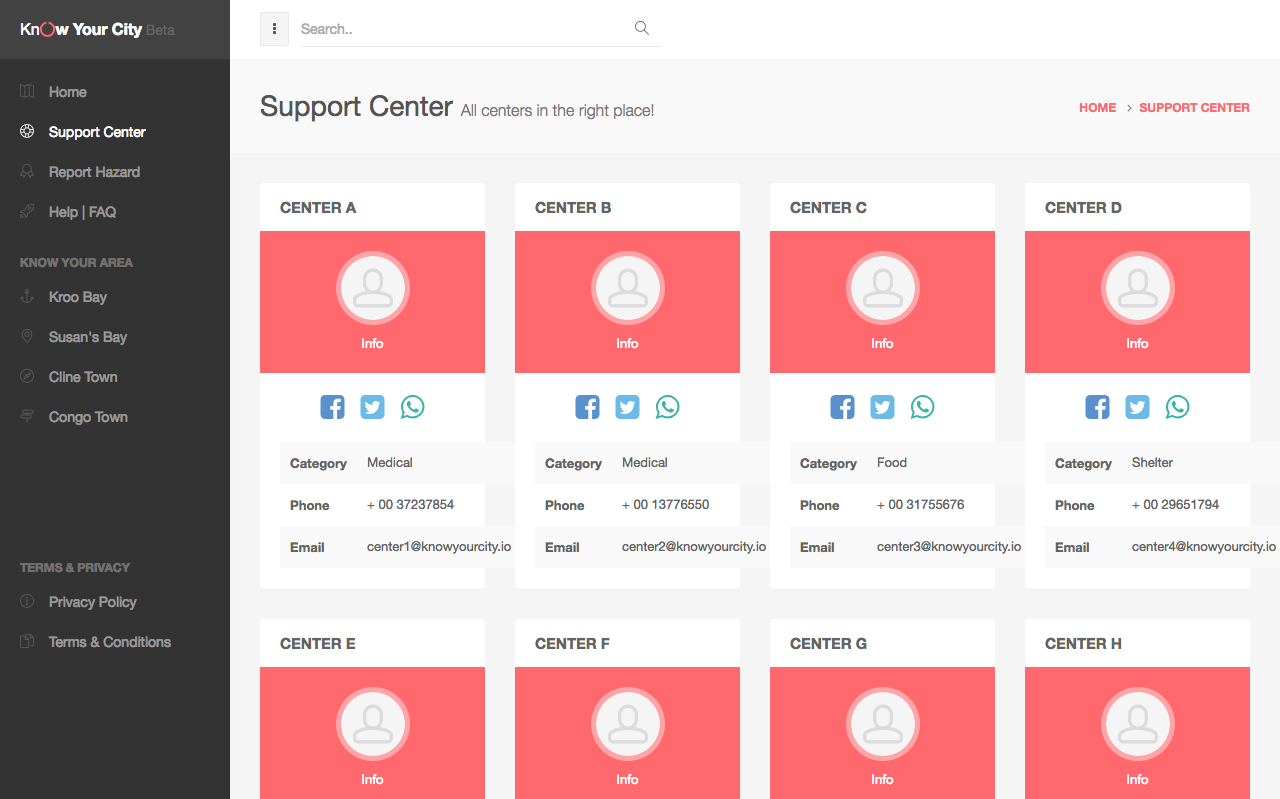 Know Your City Beta
Search..
Home
Support Center
Report Hazard
Help | FAQ
KNOW YOUR AREA
Kroo Bay
Susan's Bay
Cline Town
Congo Town
TERMS & PRIVACY
Privacy Policy
Terms & Conditions
Support Center All centers in the right place!
HOME > SUPPORT CENTER
CENTER A
Info
Category Medical
Phone + 00 37237854
Email center1@knowyourcity.io
CENTER B
Info
Category Medical
Phone + 00 13776550
Email center2@knowyourcity.io
CENTER C
Info
Category Food
Phone + 00 31755676
Email center3@knowyourcity.io
CENTER D
Info
Category Shelter
Phone + 00 29651794
Email center4@knowyourcity.io
CENTER E
Info
CENTER F
Info
CENTER G
Info
CENTER H
Info